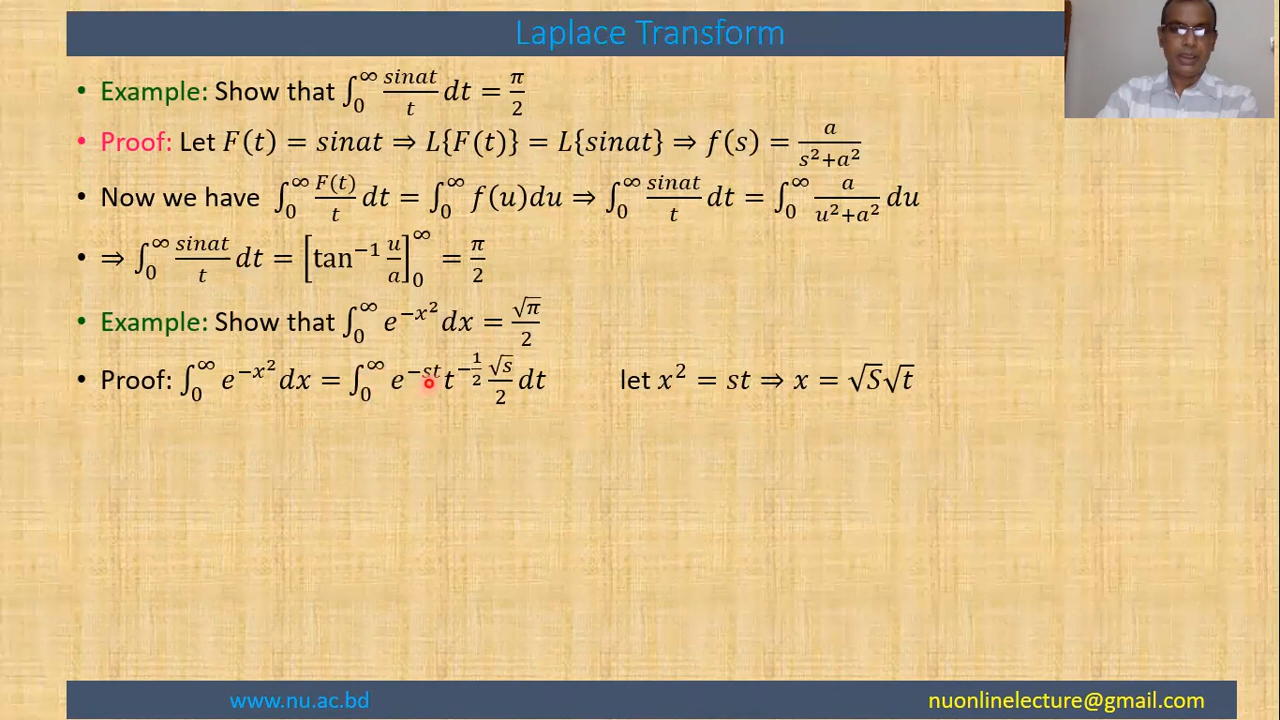 Laplace Transform
• Example: Show that ∫₀^∞ sinat/t dt = π/2
• Proof: Let F(t) = sinat ⇒ L{F(t)} = L{sinat} ⇒ f(s) = a/(s²+a²)
• Now we have ∫₀^∞ F(t)/t dt = ∫₀^∞ f(u)du ⇒ ∫₀^∞ sinat/t dt = ∫₀^∞ a/(u²+a²) du
• ⇒ ∫₀^∞ sinat/t dt = [tan⁻¹ u/a]₀^∞ = π/2
• Example: Show that ∫₀^∞ e^(−x²) dx = √π/2
• Proof: ∫₀^∞ e^(−x²) dx = ∫₀^∞ e^(−st) t^(−1/2) √s/2 dt let x² = st ⇒ x = √S√t
www.nu.ac.bd nuonlinelecture@gmail.com